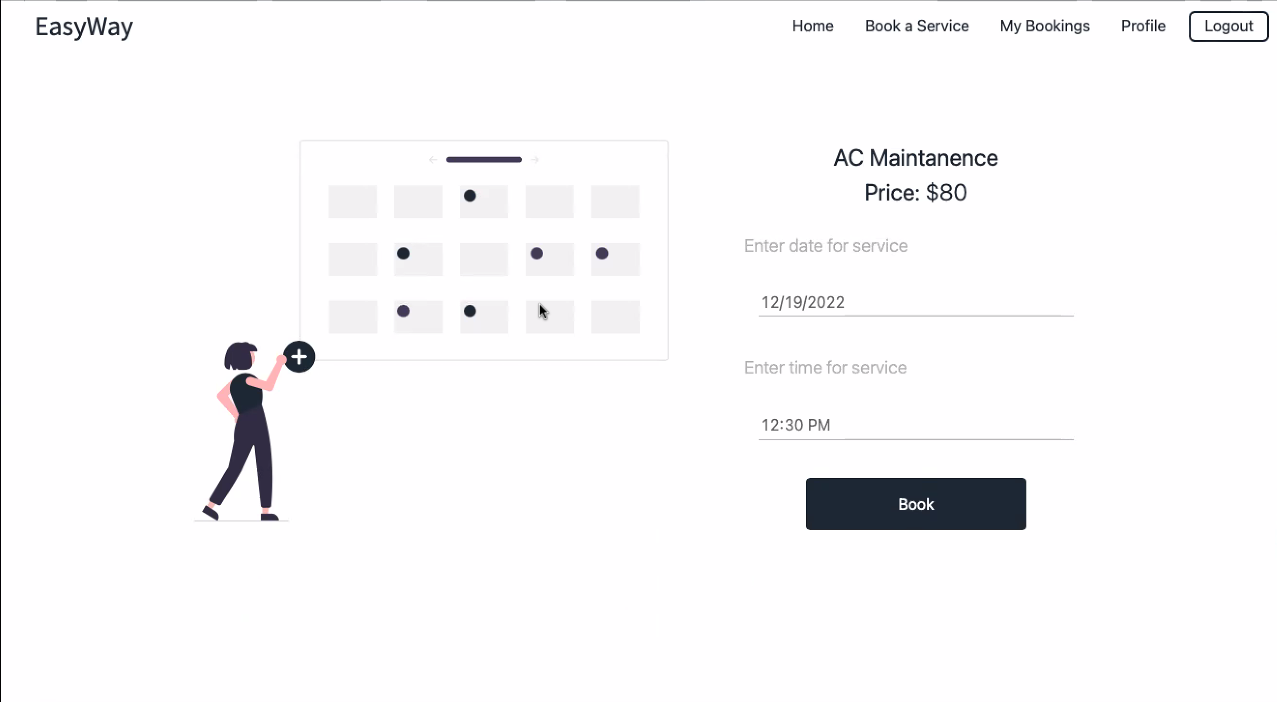 EasyWay
Home Book a Service My Bookings Profile Logout
AC Maintanence
Price: $80
Enter date for service
12/19/2022
Enter time for service
12:30 PM
Book